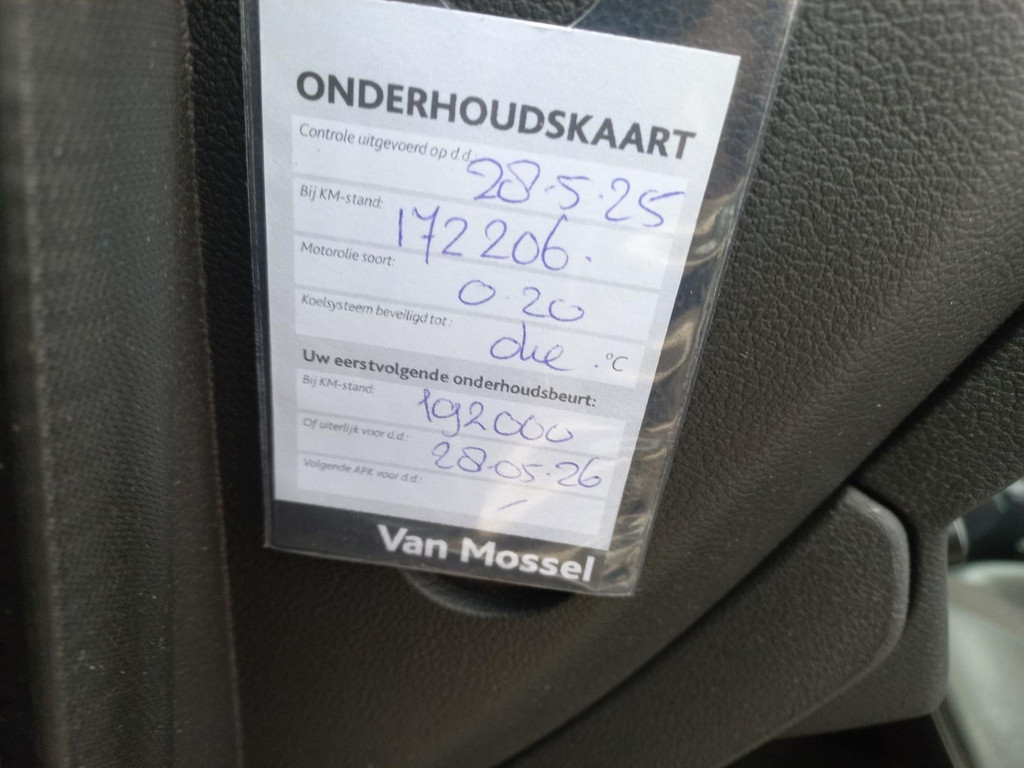 ONDERHOUDSKAART
Controle uitgevoerd op d.d.: 28·5·25
Bij KM-stand: 172206.
Motorolie soort: 0.20
Koelsysteem beveiligd tot: .°C
Uw eerstvolgende onderhoudsbeurt:
Bij KM-stand: 192000
Of uiterlijk voor d.d.: 28·05·26
Volgende APK voor d.d.: –
Van Mossel